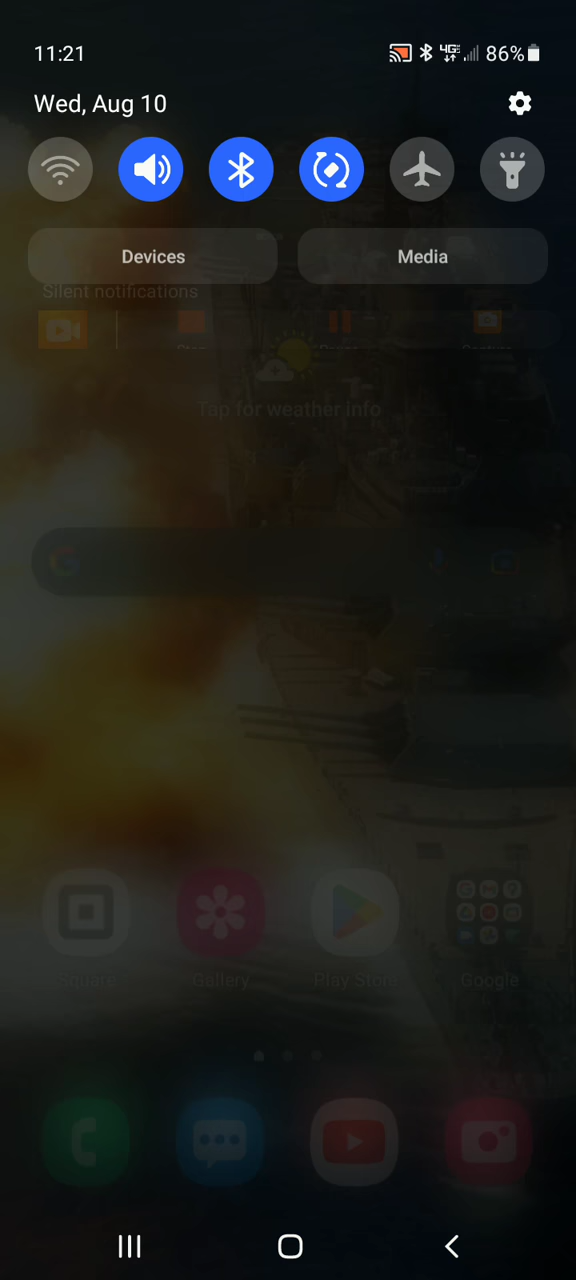 11:21
4G
86%
Wed, Aug 10
Devices
Media
Silent notifications
Tap for weather info
Square
Gallery
Play Store
Google